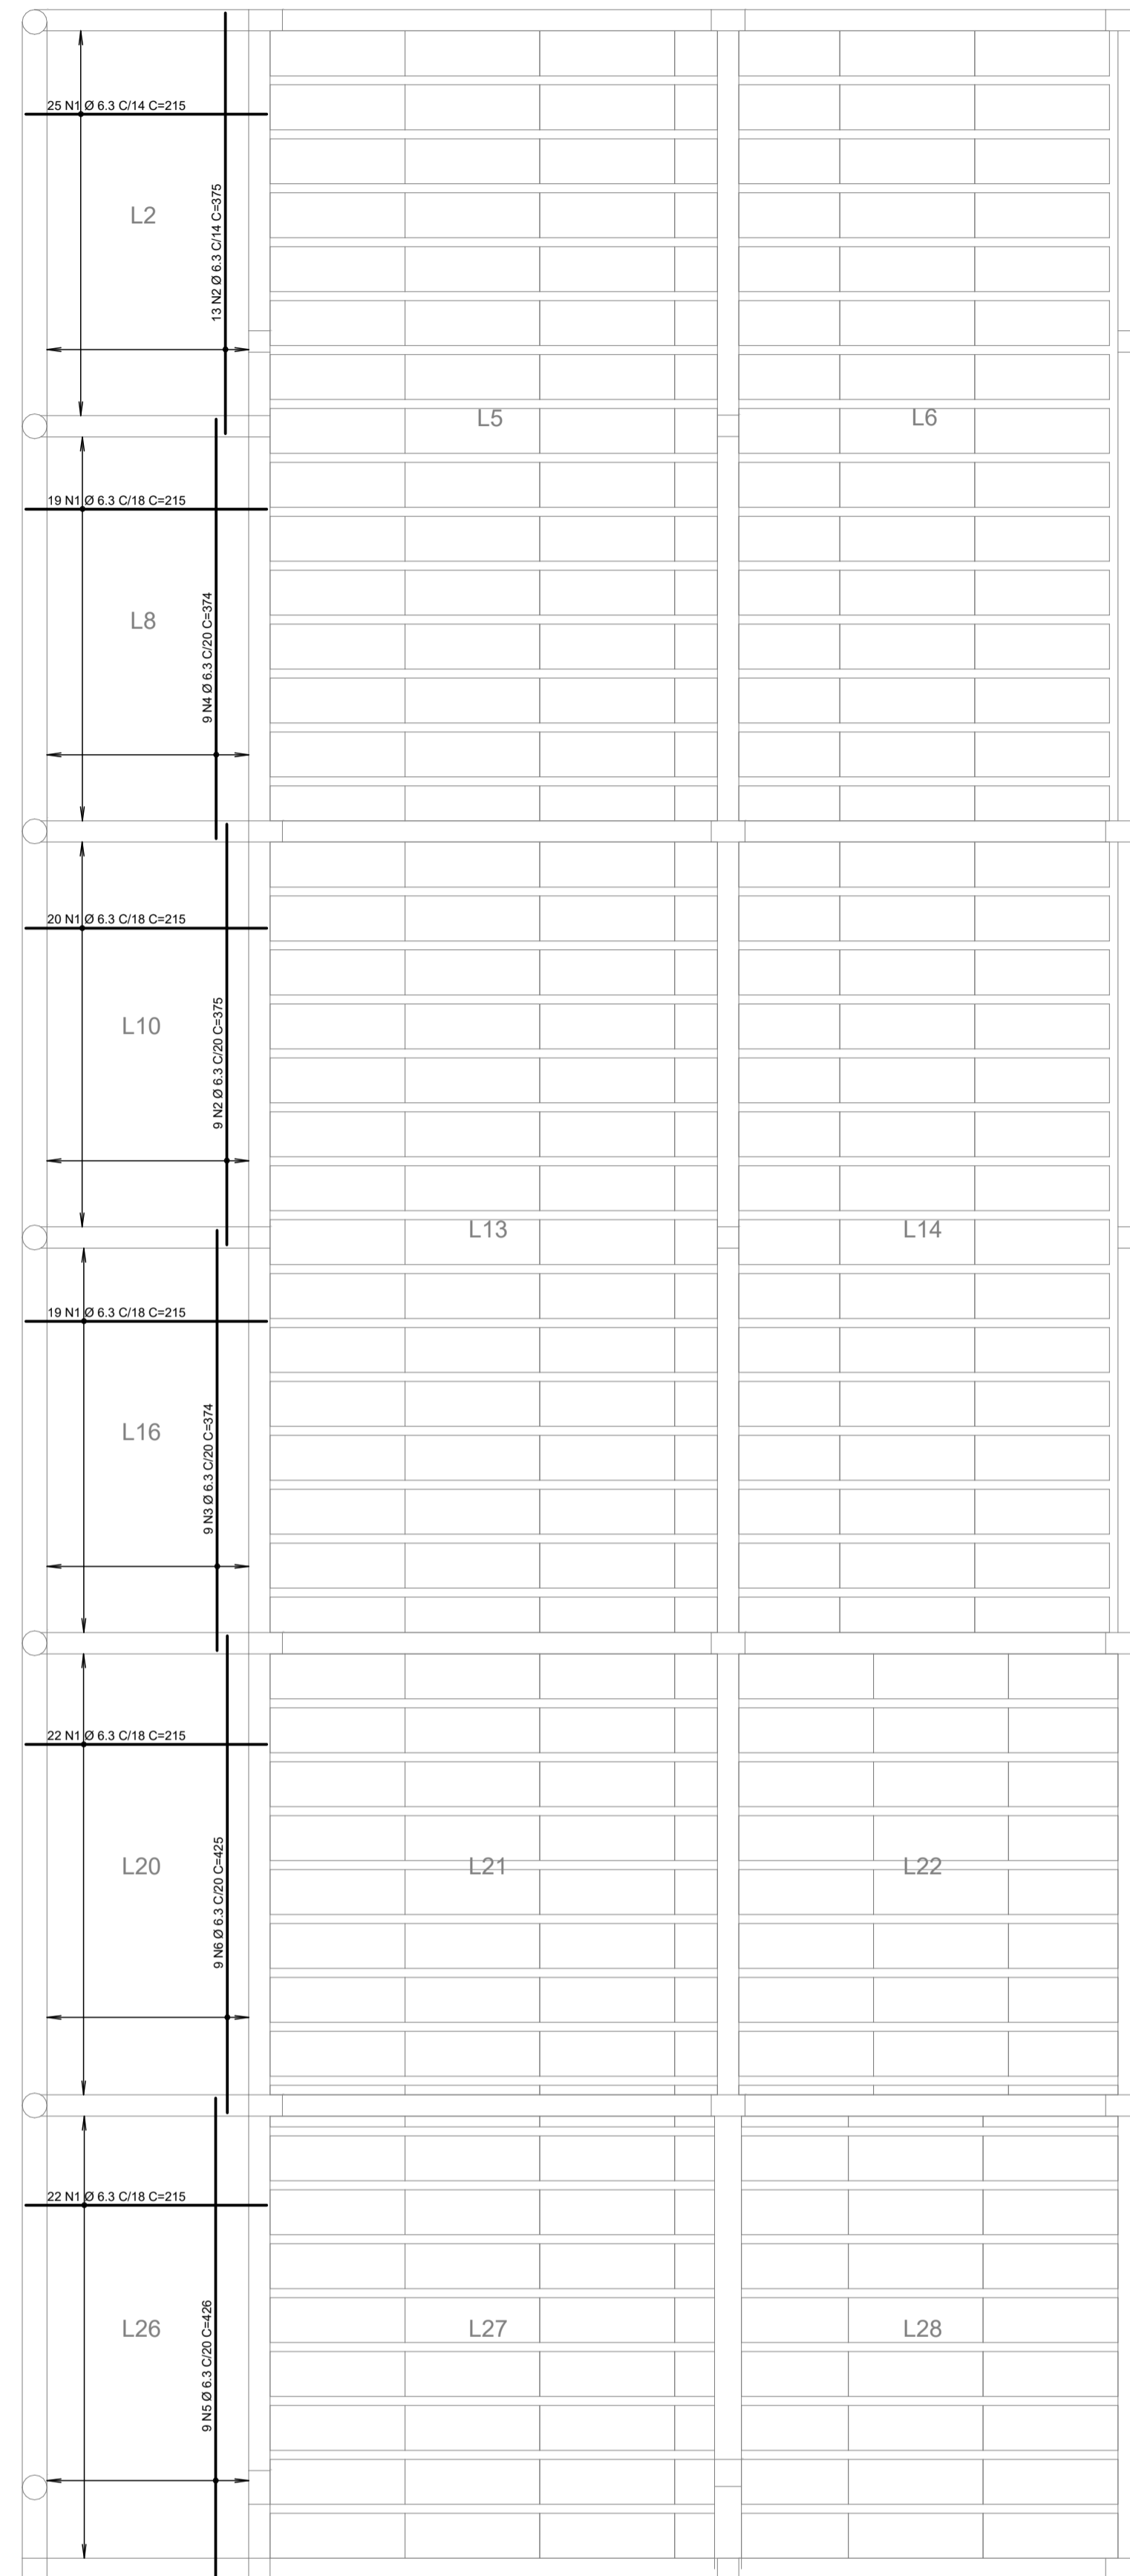 25 N1 Ø 6.3 C/14 C=215
L2
13 N2 Ø 6.3 C/14 C=375
L5
L6
19 N1 Ø 6.3 C/18 C=215
L8
9 N4 Ø 6.3 C/20 C=374
20 N1 Ø 6.3 C/18 C=215
L10
9 N2 Ø 6.3 C/20 C=375
L13
L14
19 N1 Ø 6.3 C/18 C=215
L16
9 N3 Ø 6.3 C/20 C=374
22 N1 Ø 6.3 C/18 C=215
L20
9 N6 Ø 6.3 C/20 C=425
L21
L22
22 N1 Ø 6.3 C/18 C=215
L26
9 N5 Ø 6.3 C/20 C=426
L27
L28